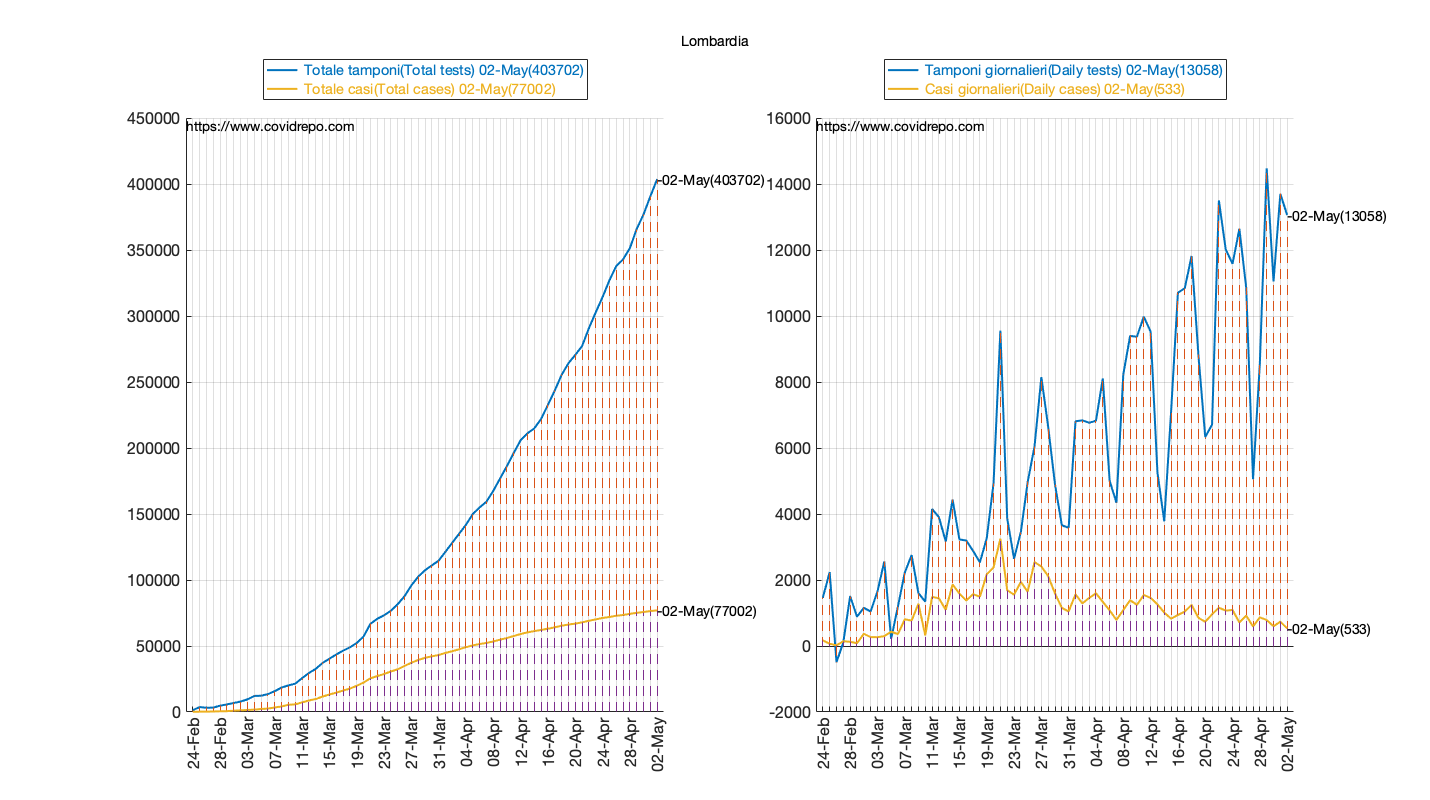 Lombardia
Totale tamponi(Total tests) 02-May(403702)
Totale casi(Total cases) 02-May(77002)
https://www.covidrepo.com
450000
400000
350000
300000
250000
200000
150000
100000
50000
0
02-May(403702)
02-May(77002)
24-Feb
28-Feb
03-Mar
07-Mar
11-Mar
15-Mar
19-Mar
23-Mar
27-Mar
31-Mar
04-Apr
08-Apr
12-Apr
16-Apr
20-Apr
24-Apr
28-Apr
02-May
Tamponi giornalieri(Daily tests) 02-May(13058)
Casi giornalieri(Daily cases) 02-May(533)
https://www.covidrepo.com
16000
14000
12000
10000
8000
6000
4000
2000
0
-2000
02-May(13058)
02-May(533)
24-Feb
28-Feb
03-Mar
07-Mar
11-Mar
15-Mar
19-Mar
23-Mar
27-Mar
31-Mar
04-Apr
08-Apr
12-Apr
16-Apr
20-Apr
24-Apr
28-Apr
02-May